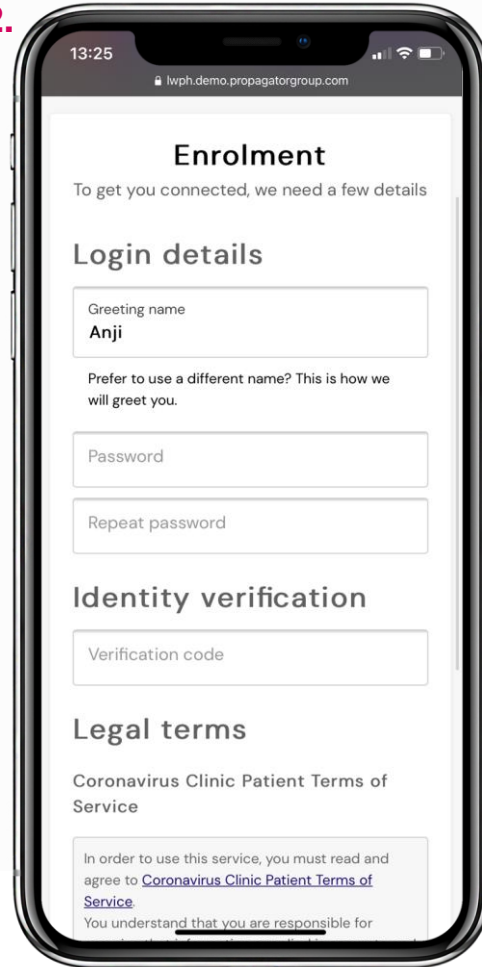 2.
13:25
lwph.demo.propagatorgroup.com
Enrolment
To get you connected, we need a few details
Login details
Greeting name
Anji
Prefer to use a different name? This is how we
will greet you.
Password
Repeat password
Identity verification
Verification code
Legal terms
Coronavirus Clinic Patient Terms of
Service
In order to use this service, you must read and
agree to Coronavirus Clinic Patient Terms of
Service.
You understand that you are responsible for